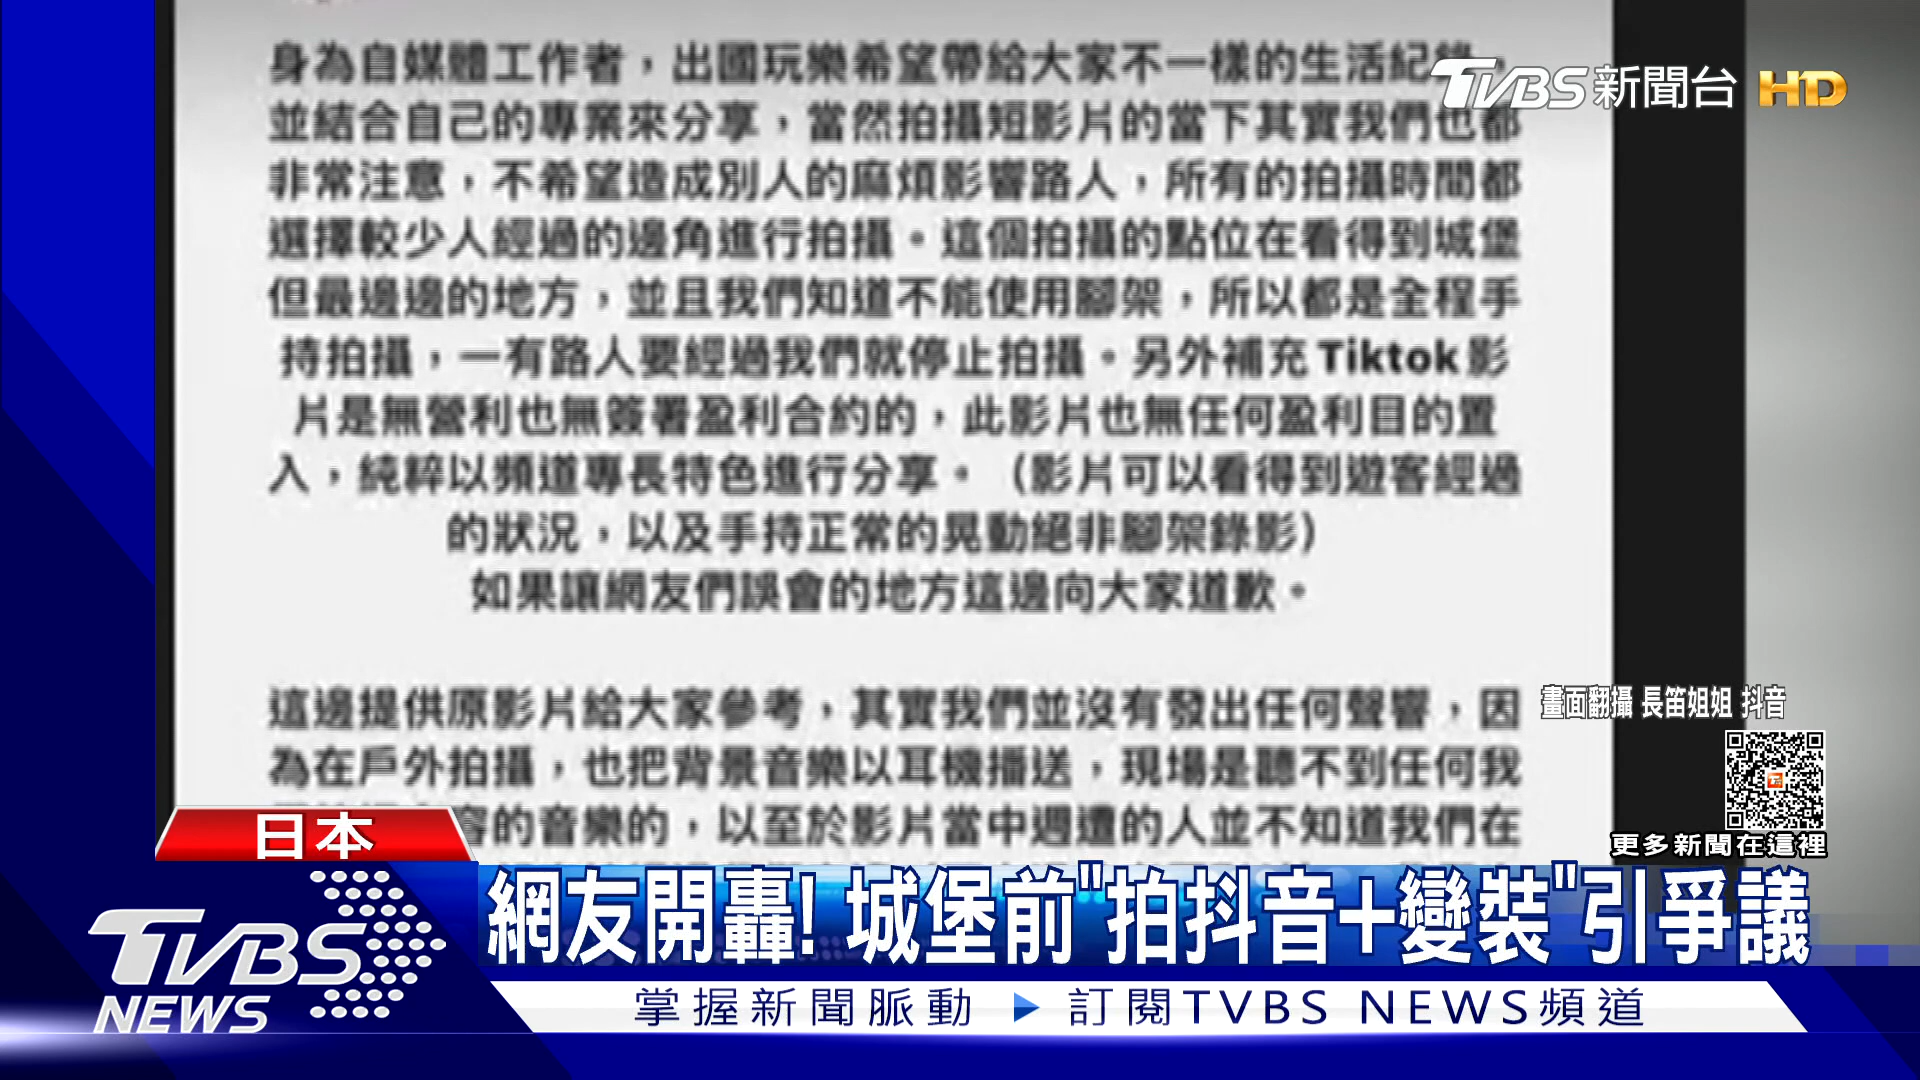 身為自媒體工作者，出國玩樂希望帶給大家不一樣的生活紀錄，
並結合自己的專業來分享，當然拍攝短影片的當下其實我們也都
非常注意，不希望造成別人的麻煩影響路人，所有的拍攝時間都
選擇較少人經過的邊角進行拍攝。這個拍攝的點位在看得到城堡
但最邊邊的地方，並且我們知道不能使用腳架，所以都是全程手
持拍攝，一有路人要經過我們就停止拍攝。另外補充Tiktok影
片是無營利也無簽署盈利合約的，此影片也無任何盈利目的置
入，純粹以頻道專長特色進行分享。（影片可以看得到遊客經過
的狀況，以及手持正常的晃動絕非腳架錄影）
如果讓網友們誤會的地方這邊向大家道歉。
這邊提供原影片給大家參考，其實我們並沒有發出任何聲響，因
為在戶外拍攝，也把背景音樂以耳機播送，現場是聽不到任何我
容的音樂的，以至於影片當中週遭的人並不知道我們在
TVBS新聞台 HD
畫面翻攝 長笛姐姐 抖音
更多新聞在這裡
日本
網友開轟! 城堡前"拍抖音+變裝"引爭議
TVBS
NEWS
掌握新聞脈動 ▶ 訂閱TVBS NEWS頻道